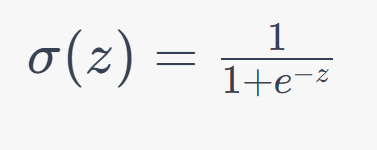 σ(z) = 1/(1+e^{-z})